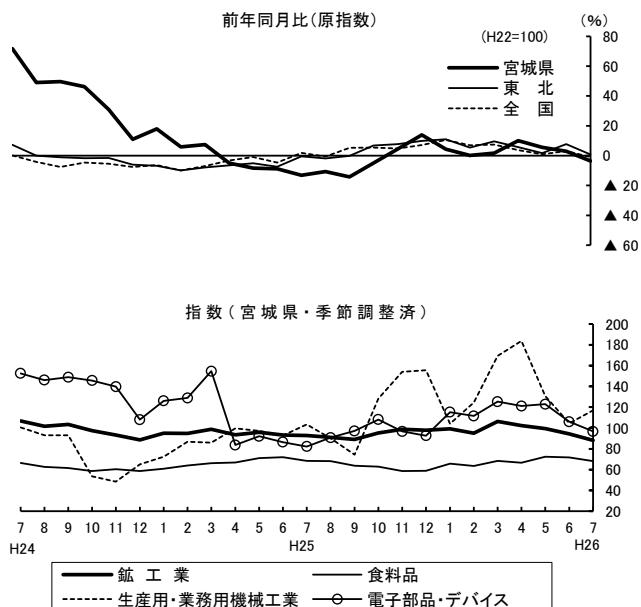 前年同月比（原指数）
(％)
(H22=100)
宮城県
東 北
全 国
80
60
40
20
0
▲ 20
▲ 40
▲ 60
指数（宮城県・季節調整済）
200
180
160
140
120
100
80
60
40
20
7 8 9 10 11 12 1 2 3 4 5 6 7 8 9 10 11 12 1 2 3 4 5 6 7
H24 H25 H26
鉱 工 業 食料品
生産用・業務用機械工業 電子部品・デバイス